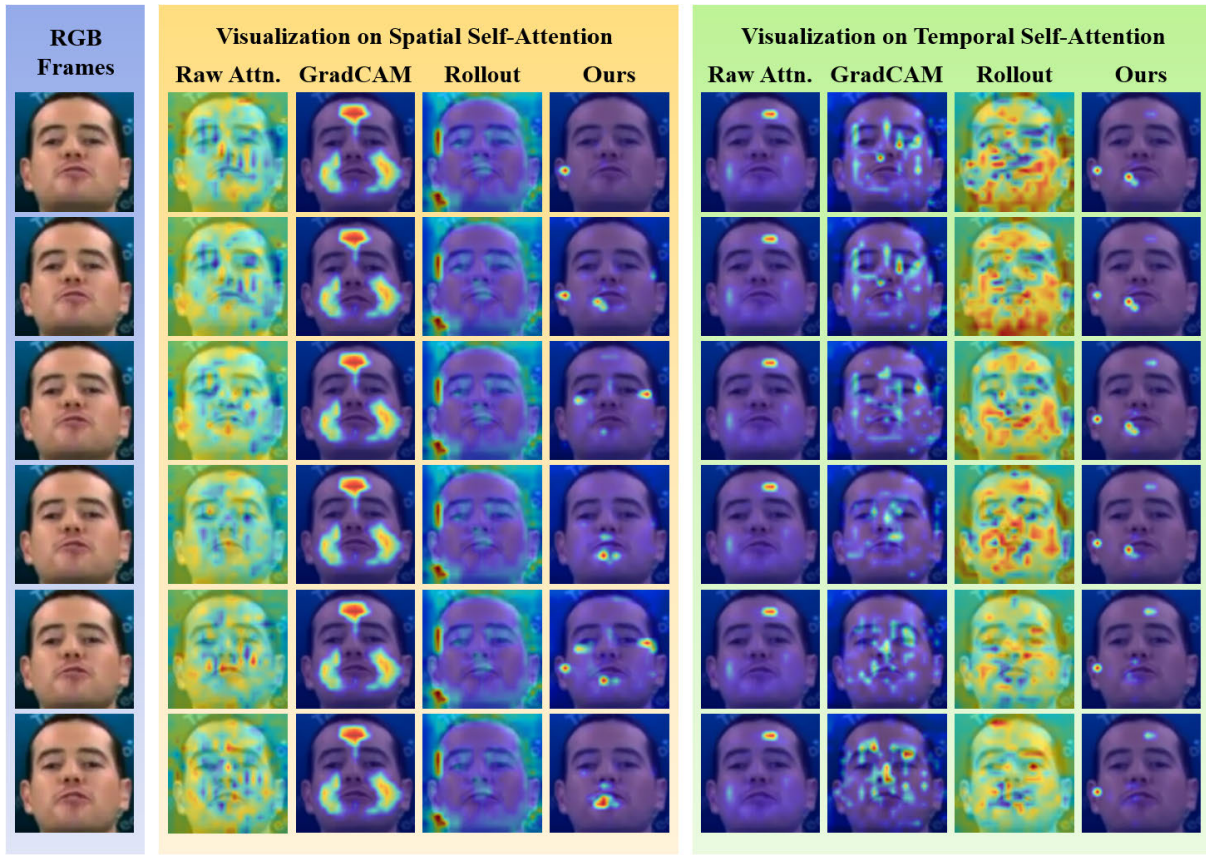 RGB
Frames
Visualization on Spatial Self-Attention
Raw Attn. GradCAM Rollout Ours
Visualization on Temporal Self-Attention
Raw Attn. GradCAM Rollout Ours